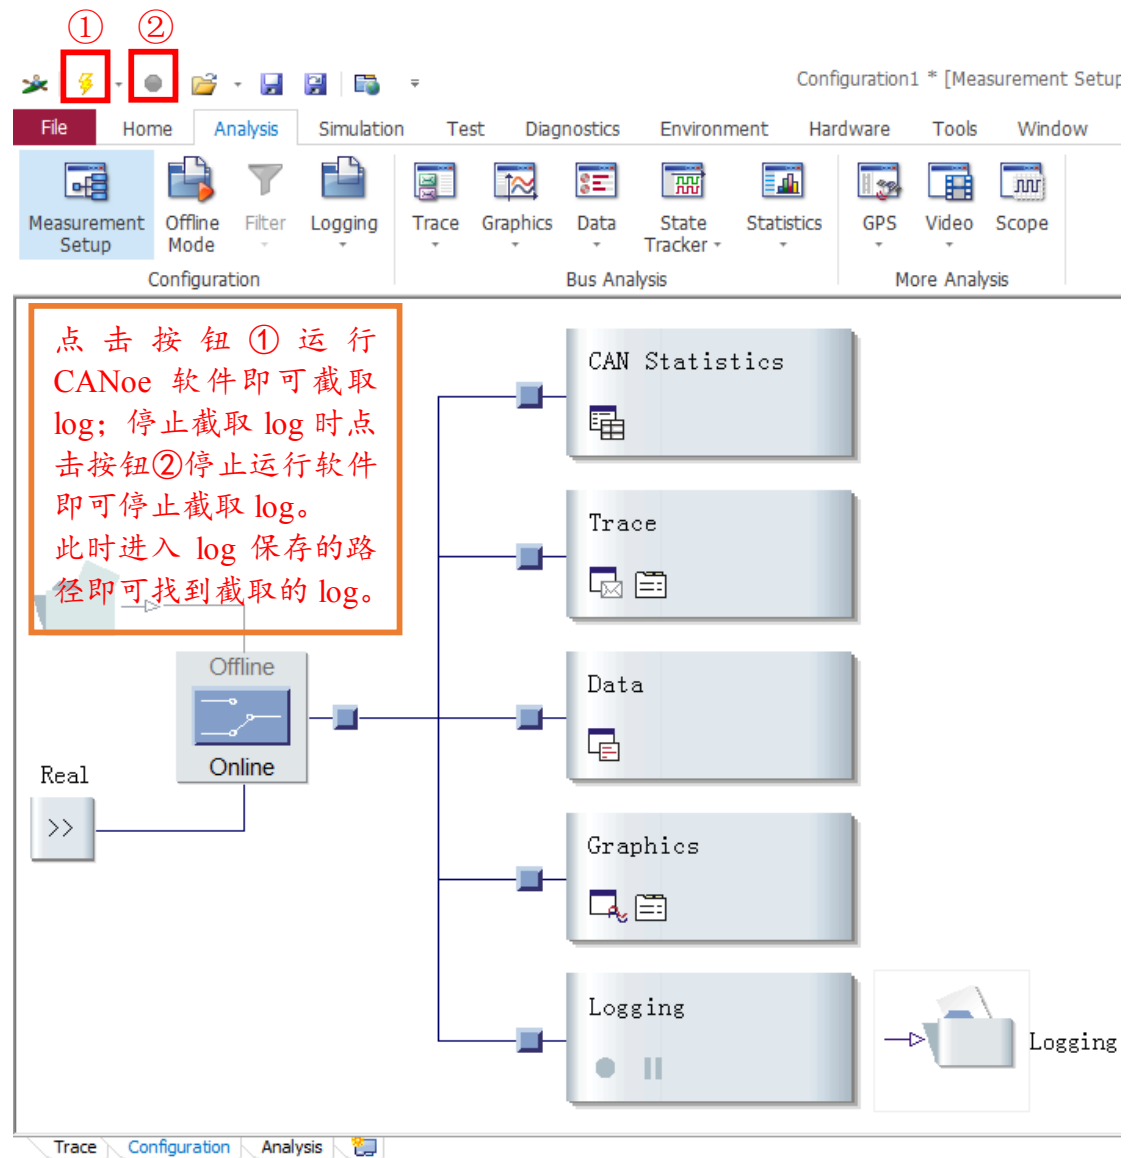 ① ②
Configuration1 * [Measurement Setup
File Home Analysis Simulation Test Diagnostics Environment Hardware Tools Window
Measurement Setup
Offline Mode
Filter
Logging
Trace
Graphics
Data
State Tracker
Statistics
GPS
Video
Scope
Configuration
Bus Analysis
More Analysis
点击按钮①运行
CANoe 软件即可截取
log；停止截取 log 时点
击按钮②停止运行软件
即可停止截取 log。
此时进入 log 保存的路
径即可找到截取的 log。
CAN Statistics
Trace
Offline
Data
Online
Real
>>
Graphics
Logging
Logging
Trace Configuration Analysis